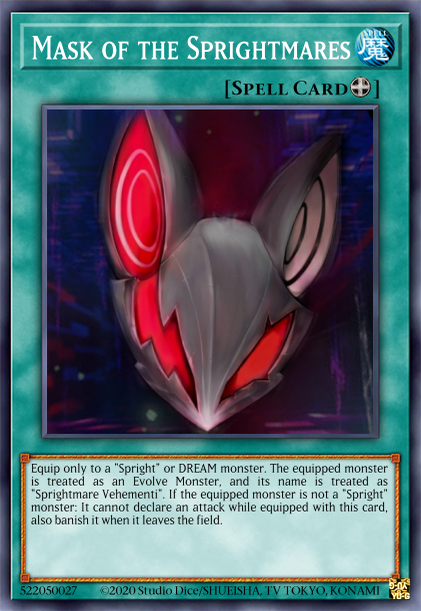 MASK OF THE SPRIGHTMARES
SPELL
魔
[SPELL CARD ]
Equip only to a "Spright" or DREAM monster. The equipped monster
is treated as an Evolve Monster, and its name is treated as
"Sprightmare Vehementi". If the equipped monster is not a "Spright"
monster: It cannot declare an attack while equipped with this card,
also banish it when it leaves the field.
522050027 ©2020 Studio Dice/SHUEISHA, TV TOKYO, KONAMI